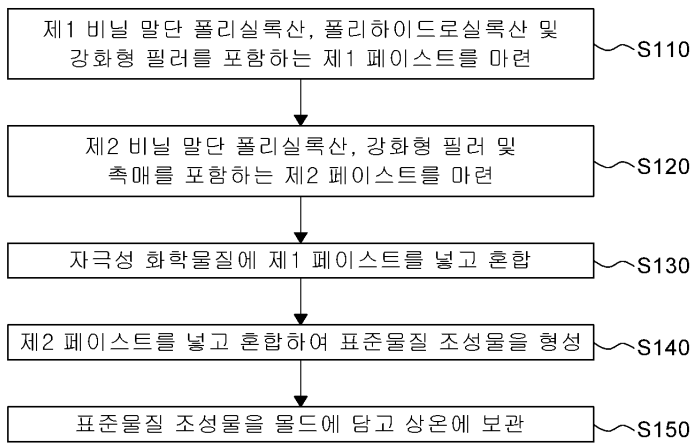 제1 비닐 말단 폴리실록산, 폴리하이드로실록산 및
강화형 필러를 포함하는 제1 페이스트를 마련
S110
제2 비닐 말단 폴리실록산, 강화형 필러 및
촉매를 포함하는 제2 페이스트를 마련
S120
자극성 화학물질에 제1 페이스트를 넣고 혼합
S130
제2 페이스트를 넣고 혼합하여 표준물질 조성물을 형성
S140
표준물질 조성물을 몰드에 담고 상온에 보관
S150